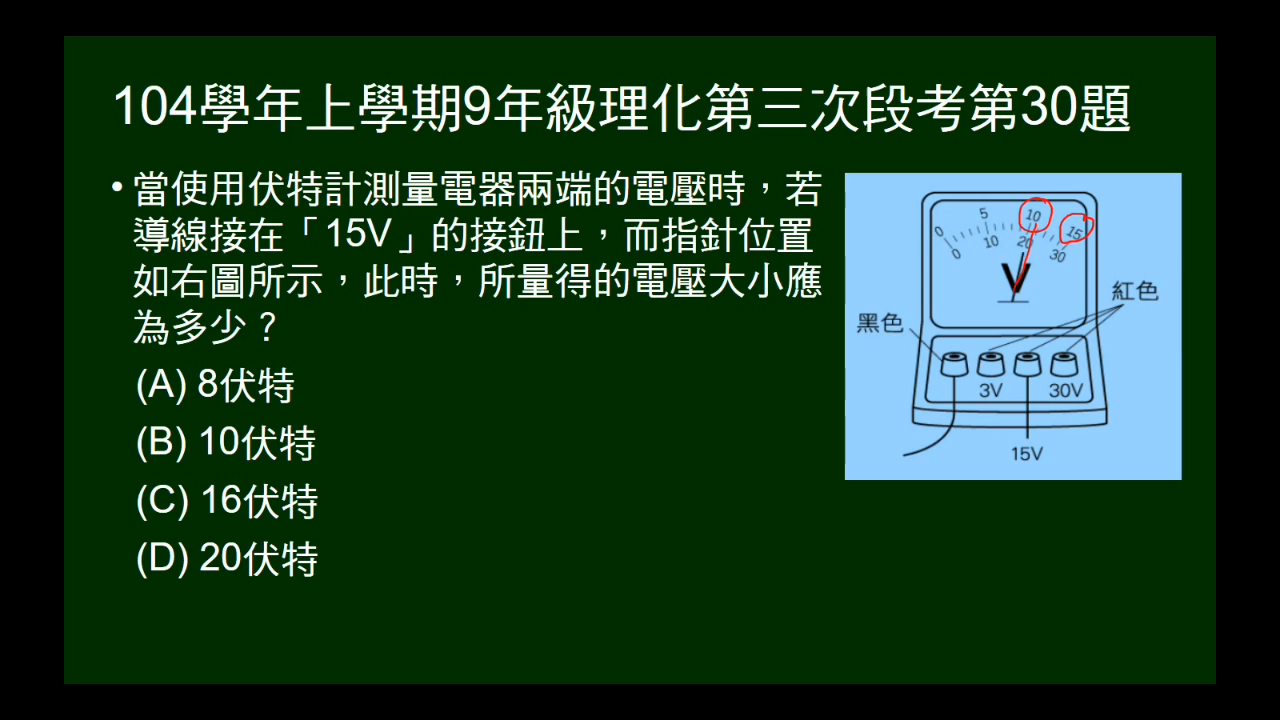 104學年上學期9年級理化第三次段考第30題
• 當使用伏特計測量電器兩端的電壓時，若
導線接在「15V」的接鈕上，而指針位置
如右圖所示，此時，所量得的電壓大小應
為多少？
(A) 8伏特
(B) 10伏特
(C) 16伏特
(D) 20伏特
0 5 10 15
0 10 20 30
V
黑色
紅色
3V
30V
15V